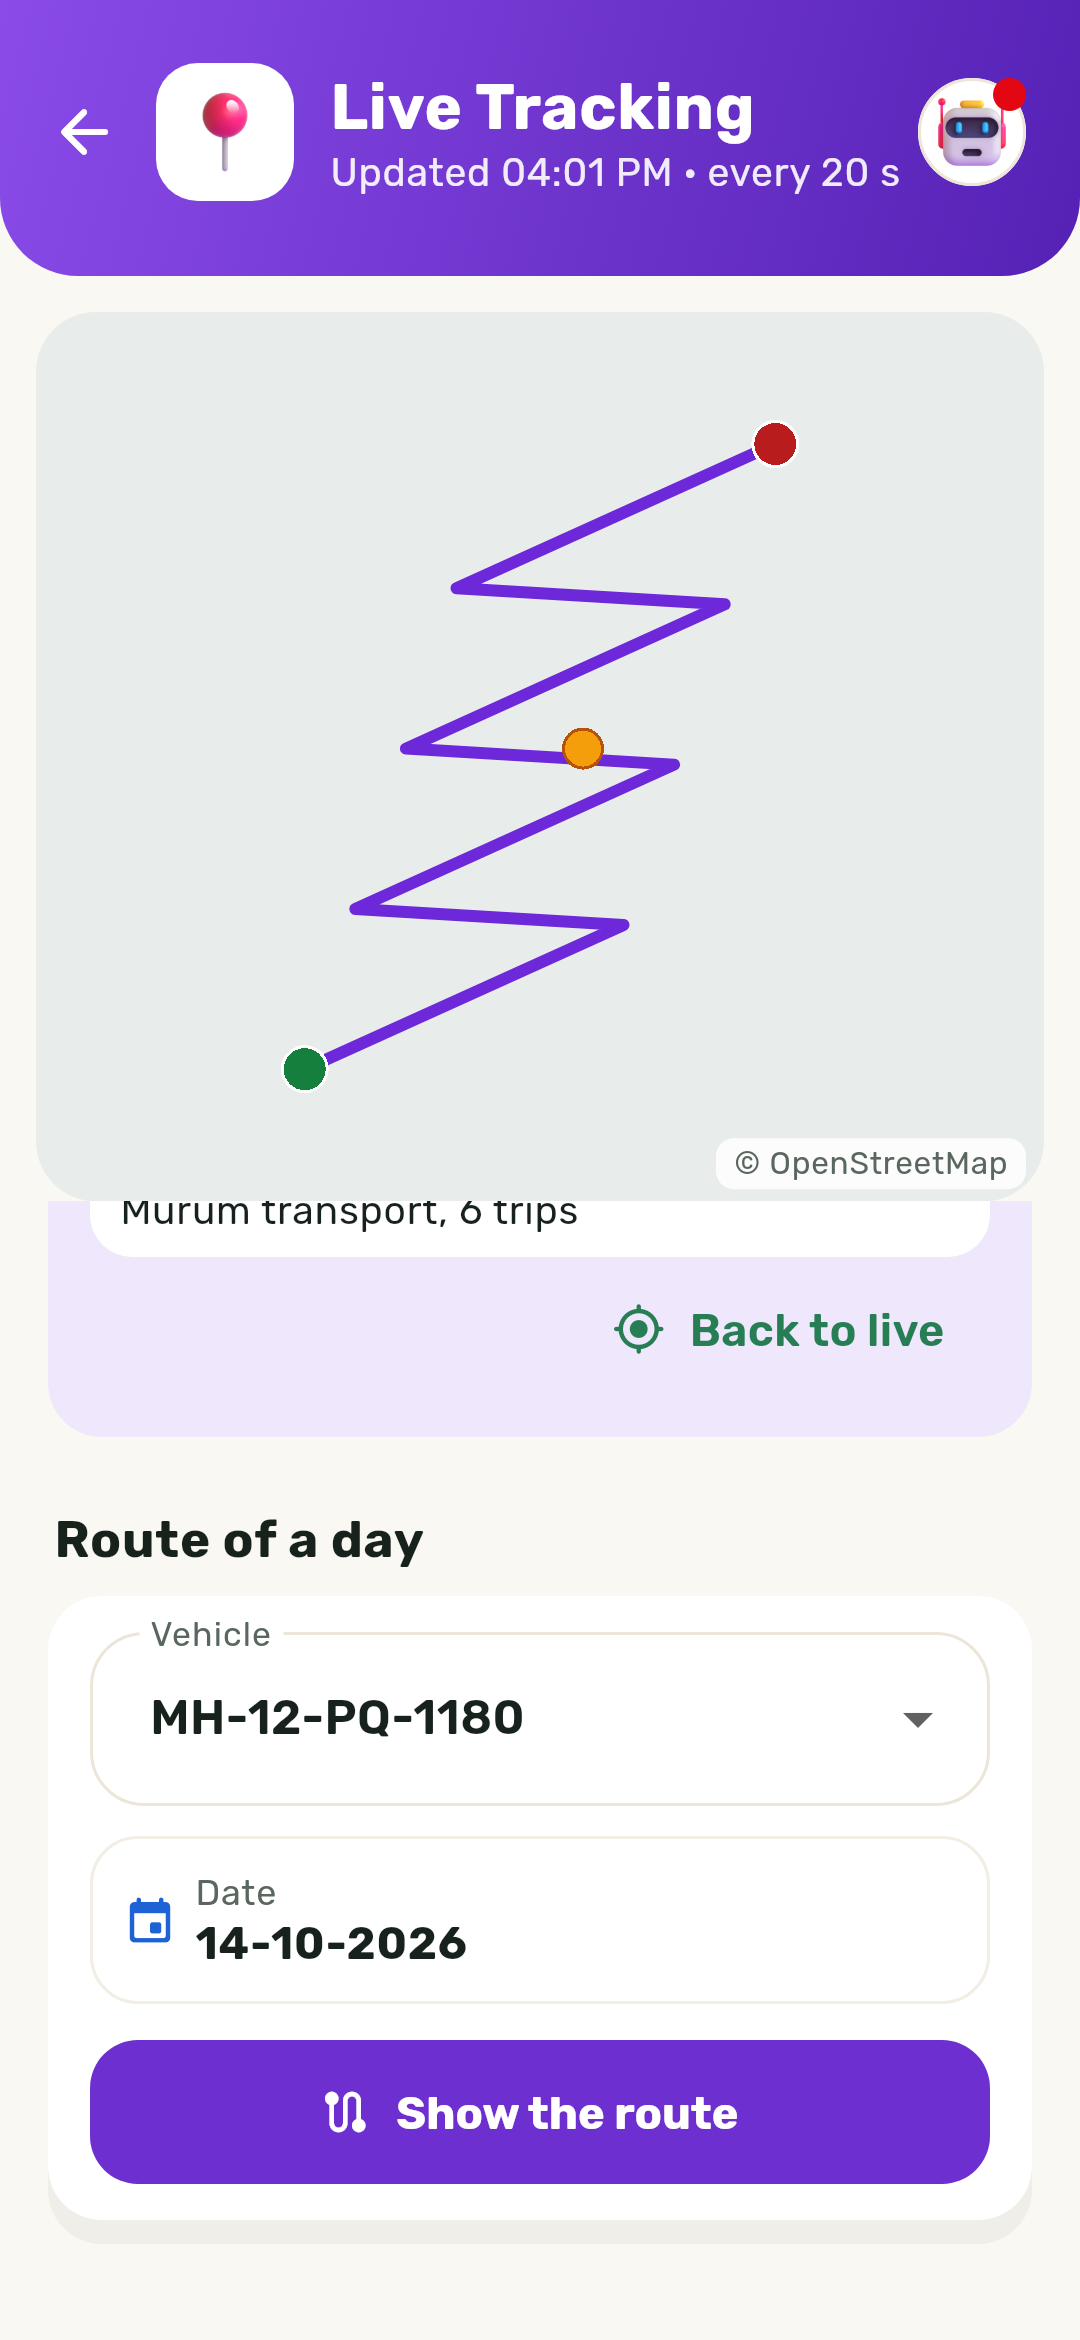 Live Tracking
Updated 04:01 PM • every 20 s
© OpenStreetMap
Murum transport, 6 trips
Back to live
Route of a day
Vehicle
MH-12-PQ-1180
Date
14-10-2026
Show the route